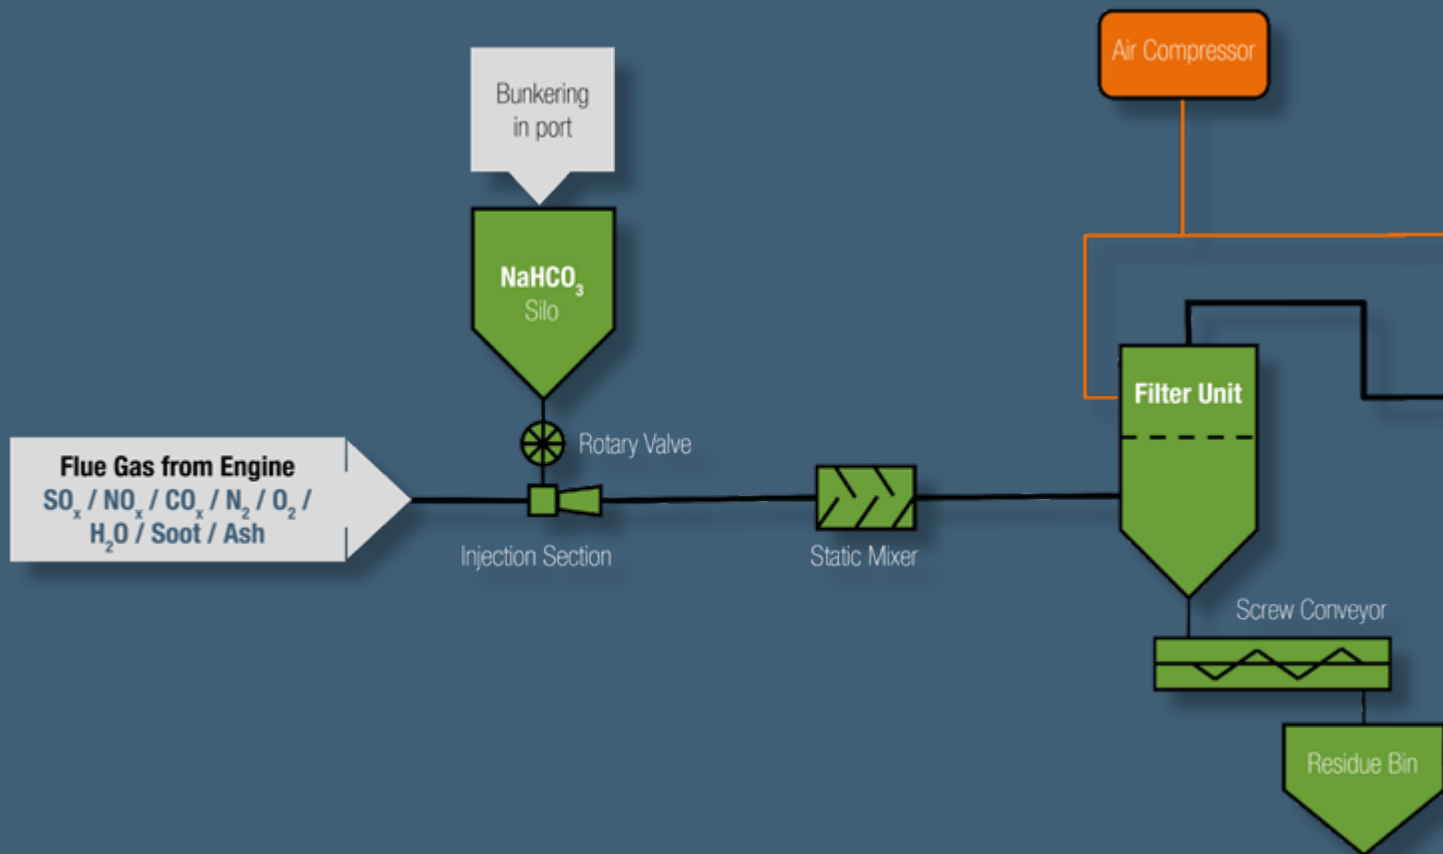 Air Compressor
Bunkering
in port
NaHCO₃
Silo
Filter Unit
Rotary Valve
Flue Gas from Engine
SOₓ / NOₓ / COₓ / N₂ / O₂ /
H₂O / Soot / Ash
Injection Section
Static Mixer
Screw Conveyor
Residue Bin